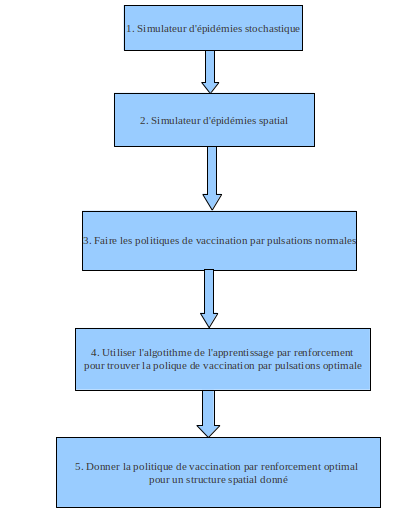 1. Simulateur d'épidémies stochastique
2. Simulateur d'épidémies spatial
3. Faire les politiques de vaccination par pulsations normales
4. Utiliser l'algotithme de l'apprentissage par renforcement
pour trouver la polique de vaccination par pulsations optimale
5. Donner la politique de vaccination par renforcement optimal
pour un structure spatial donné